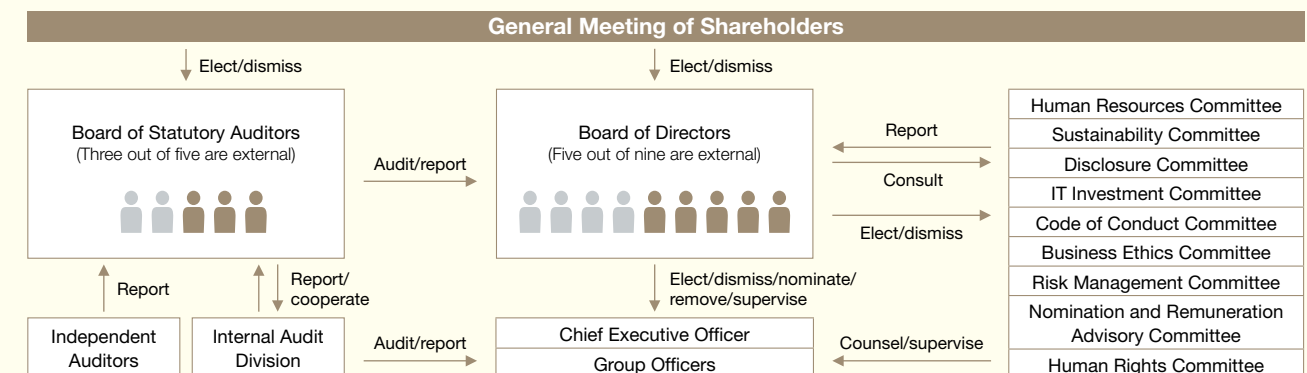 General Meeting of Shareholders
Elect/dismiss
Elect/dismiss
Board of Statutory Auditors
(Three out of five are external)
Audit/report
Board of Directors
(Five out of nine are external)
Report
Consult
Elect/dismiss
Human Resources Committee
Sustainability Committee
Disclosure Committee
IT Investment Committee
Code of Conduct Committee
Business Ethics Committee
Risk Management Committee
Nomination and Remuneration
Advisory Committee
Human Rights Committee
Report
Report/
cooperate
Elect/dismiss/nominate/
remove/supervise
Independent
Auditors
Internal Audit
Division
Audit/report
Chief Executive Officer
Group Officers
Counsel/supervise